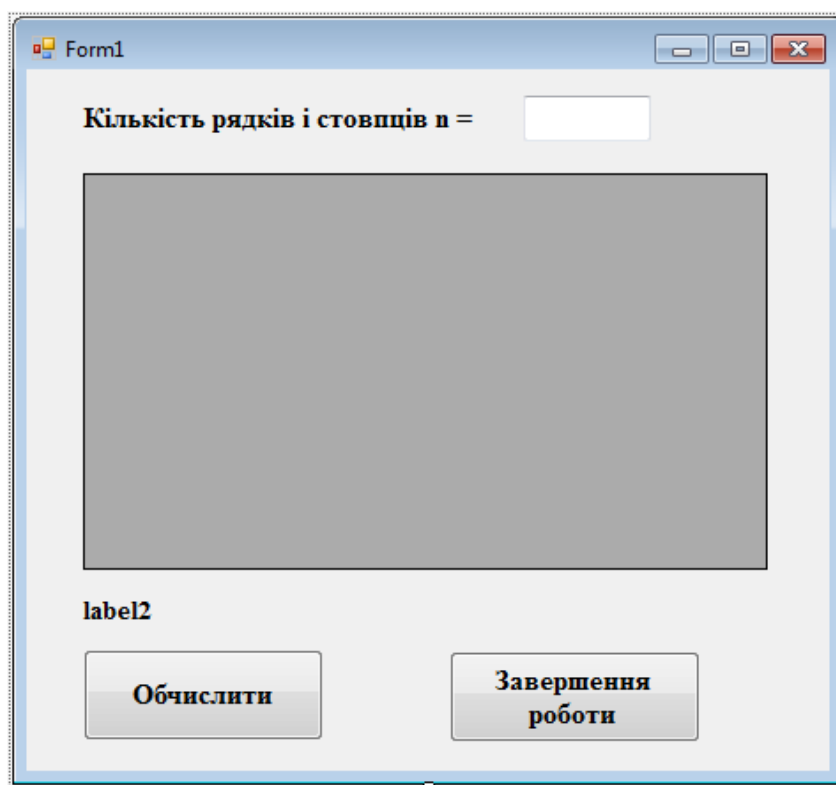 Form1
Кількість рядків і стовпців n =
label2
Обчислити
Завершення
роботи